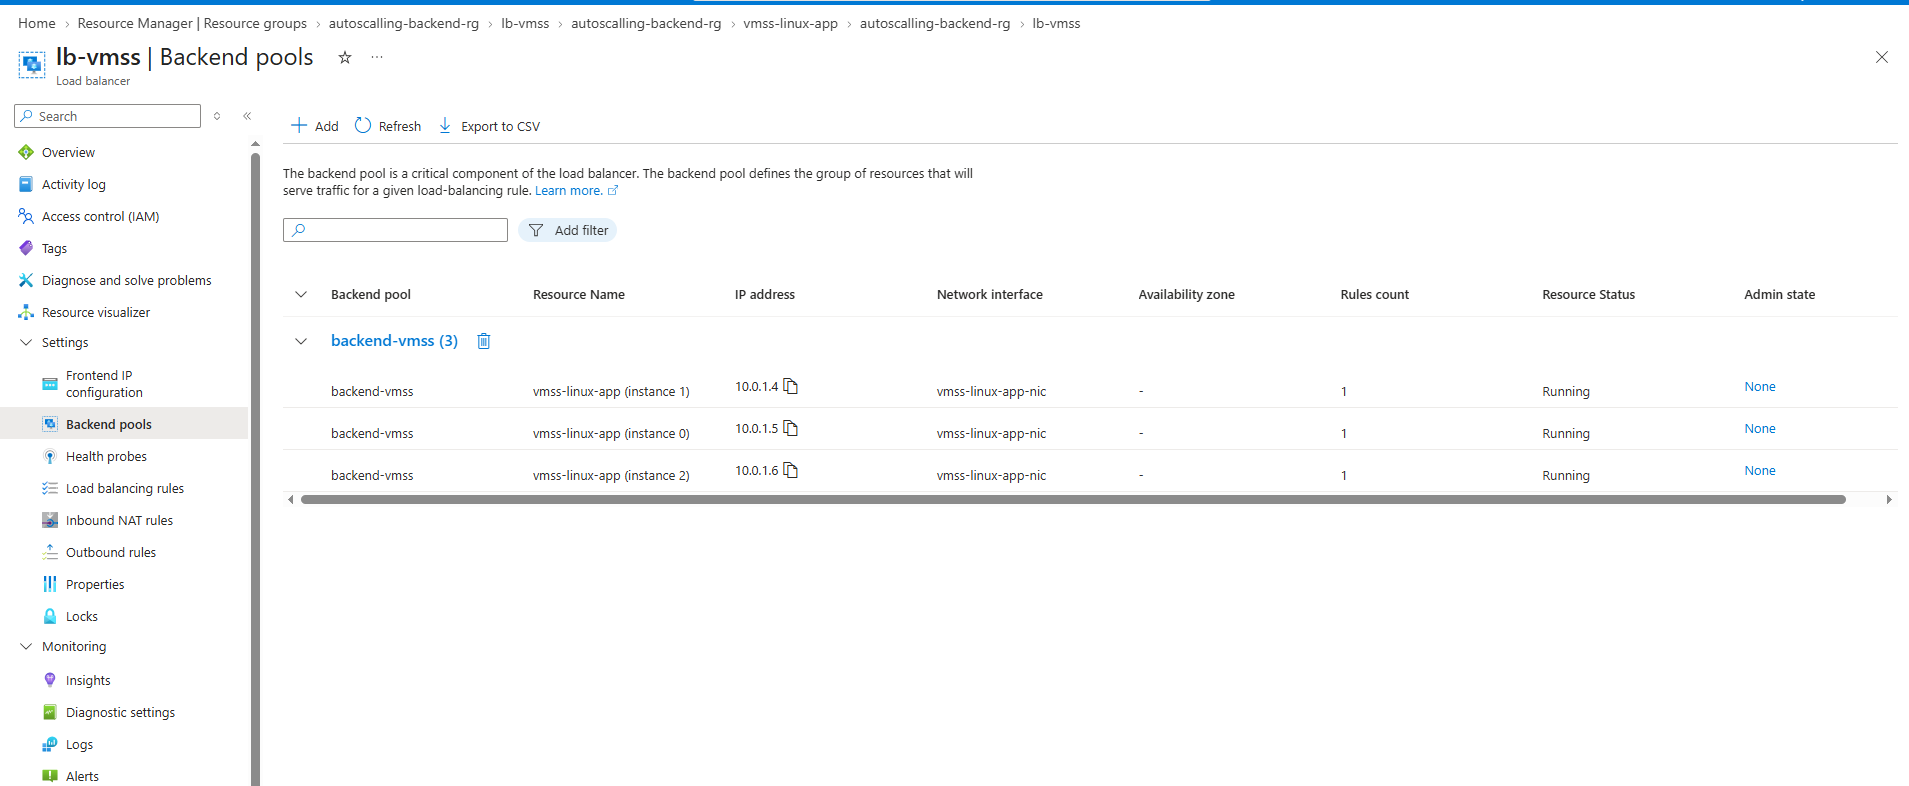 Home > Resource Manager | Resource groups > autoscalling-backend-rg > lb-vmss > autoscalling-backend-rg > vmss-linux-app > autoscalling-backend-rg > lb-vmss
lb-vmss | Backend pools
Load balancer
Search
Overview
Activity log
Access control (IAM)
Tags
Diagnose and solve problems
Resource visualizer
Settings
Frontend IP
configuration
Backend pools
Health probes
Load balancing rules
Inbound NAT rules
Outbound rules
Properties
Locks
Monitoring
Insights
Diagnostic settings
Logs
Alerts
Add Refresh Export to CSV
The backend pool is a critical component of the load balancer. The backend pool defines the group of resources that will
serve traffic for a given load-balancing rule. Learn more.
Add filter
Backend pool Resource Name IP address Network interface Availability zone Rules count Resource Status Admin state
backend-vmss (3)
backend-vmss vmss-linux-app (instance 1) 10.0.1.4 vmss-linux-app-nic - 1 Running None
backend-vmss vmss-linux-app (instance 0) 10.0.1.5 vmss-linux-app-nic - 1 Running None
backend-vmss vmss-linux-app (instance 2) 10.0.1.6 vmss-linux-app-nic - 1 Running None